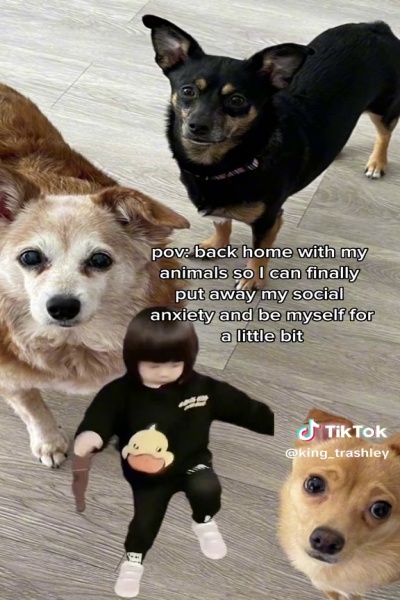 pov: back home with my
animals so I can finally
put away my social
anxiety and be myself for
a little bit
TikTok
@king_trashley